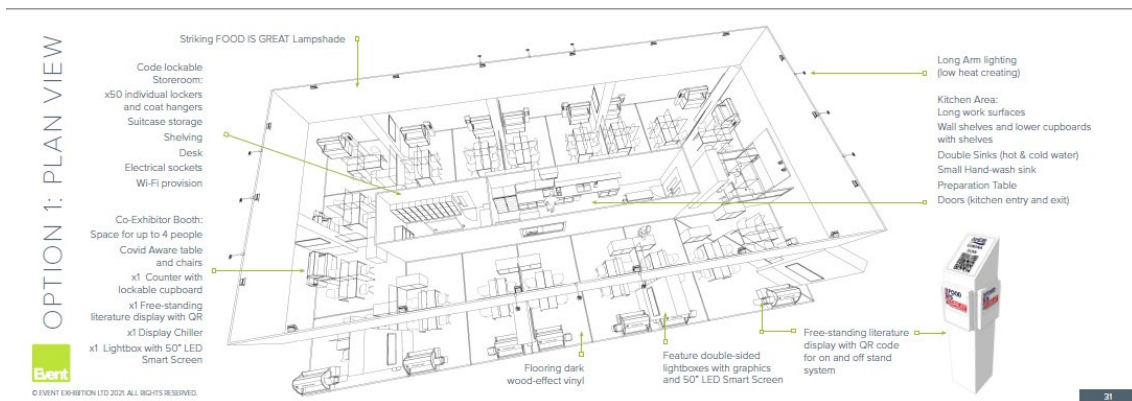 OPTION 1: PLAN VIEW
Striking FOOD IS GREAT Lampshade
Code lockable
Storeroom:
x50 individual lockers
and coat hangers
Suitcase storage
Shelving
Desk
Electrical sockets
Wi-Fi provision
Co-Exhibitor Booth:
Space for up to 4 people
Covid Aware table
and chairs
x1 Counter with
lockable cupboard
x1 Free-standing
literature display with QR
x1 Display Chiller
x1 Lightbox with 50" LED
Smart Screen
Long Arm lighting
(low heat creating)
Kitchen Area:
Long work surfaces
Wall shelves and lower cupboards
with shelves
Double Sinks (hot & cold water)
Small Hand-wash sink
Preparation Table
Doors (kitchen entry and exit)
Flooring dark
wood-effect vinyl
Feature double-sided
lightboxes with graphics
and 50" LED Smart Screen
Free-standing literature
display with QR code
for on and off stand
system
FOOD
Event
© EVENT EXHIBITION LTD 2021. ALL RIGHTS RESERVED.
31